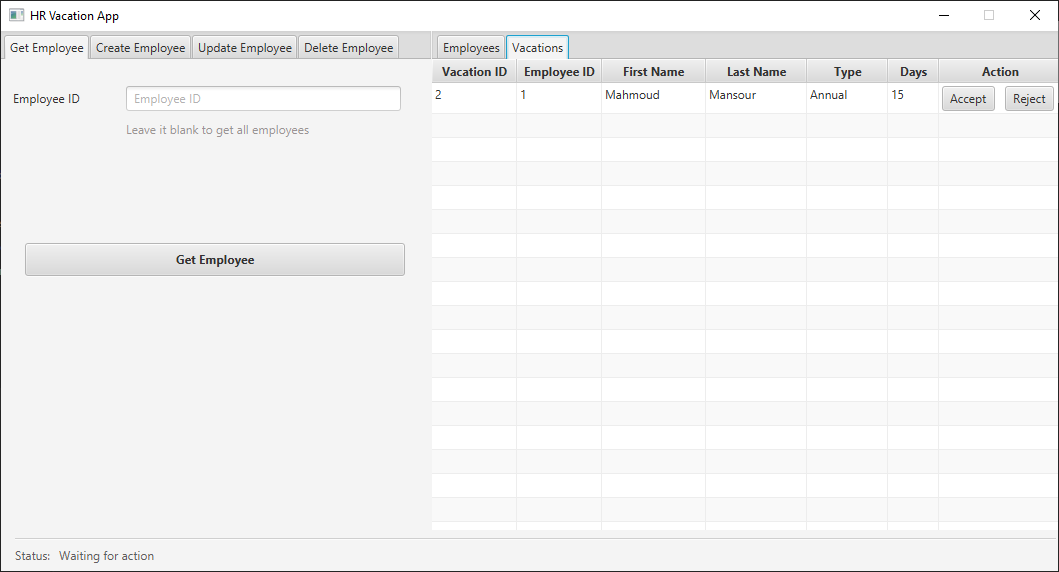 HR Vacation App
Get Employee Create Employee Update Employee Delete Employee
Employee ID Employee ID
Leave it blank to get all employees
Get Employee
Employees Vacations
Vacation ID Employee ID First Name Last Name Type Days Action
2 1 Mahmoud Mansour Annual 15 Accept Reject
Status: Waiting for action